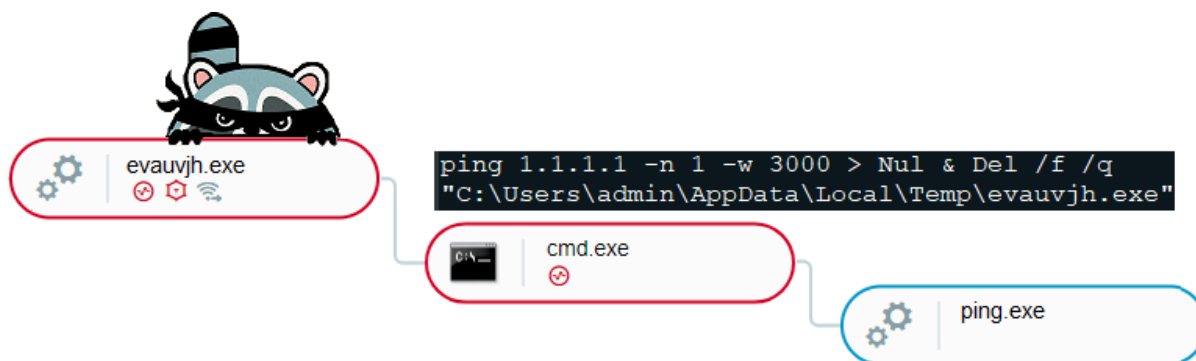 evauvjh.exe
ping 1.1.1.1 -n 1 -w 3000 > Nul & Del /f /q
"C:\Users\admin\AppData\Local\Temp\evauvjh.exe"
C:\_
cmd.exe
ping.exe